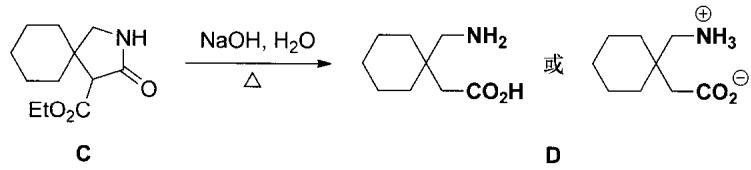 NH
O
EtO₂C
C
NaOH, H₂O
△
NH₂
CO₂H
或
⊕
NH₃
CO₂
⊖
D